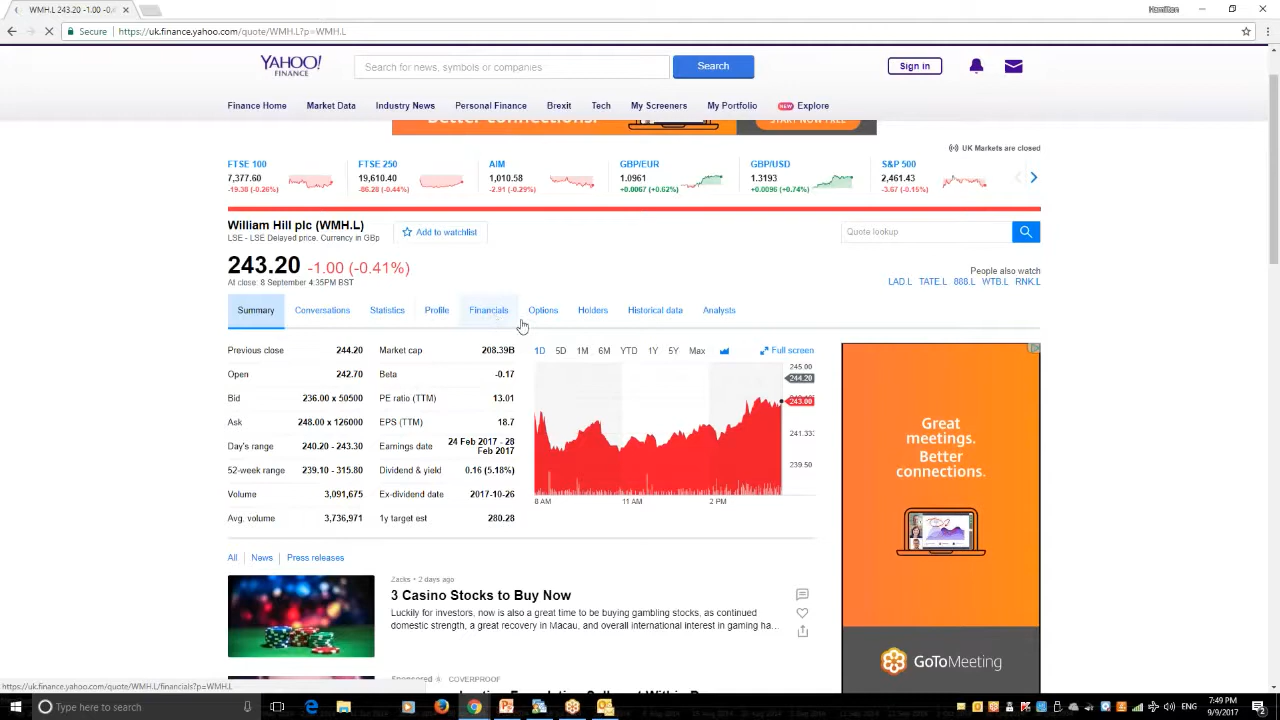 WMH.L 243.20 -1.00 -0.
Hamilton
Secure
https://uk.finance.yahoo.com/quote/WMH.L?p=WMH.L
YAHOO!
FINANCE
Search for news, symbols or companies
Search
Sign in
Finance Home
Market Data
Industry News
Personal Finance
Brexit
Tech
My Screeners
My Portfolio
NEW
Explore
Better connections.
START NOW FREE
UK Markets are closed
FTSE 100
7,377.60
-19.38 (-0.26%)
FTSE 250
19,610.40
-86.28 (-0.44%)
AIM
1,010.58
-2.91 (-0.29%)
GBP/EUR
1.0961
+0.0067 (+0.62%)
GBP/USD
1.3193
+0.0096 (+0.74%)
S&P 500
2,461.43
-3.67 (-0.15%)
William Hill plc (WMH.L)
LSE - LSE Delayed price. Currency in GBp
Add to watchlist
Quote lookup
243.20 -1.00 (-0.41%)
At close: 8 September 4:35PM BST
People also watch
LAD.L TATE.L 888.L WTB.L RNK.L
Summary
Conversations
Statistics
Profile
Financials
Options
Holders
Historical data
Analysts
Previous close 244.20
Open 242.70
Bid 236.00 x 50500
Ask 248.00 x 126000
Day's range 240.20 - 243.30
52-week range 239.10 - 315.80
Volume 3,091,675
Avg. volume 3,736,971
Market cap 208.39B
Beta -0.17
PE ratio (TTM) 13.01
EPS (TTM) 18.7
Earnings date 24 Feb 2017 - 28
Feb 2017
Dividend & yield 0.16 (5.18%)
Ex-dividend date 2017-10-26
1y target est 280.28
1D 5D 1M 6M YTD 1Y 5Y Max
Full screen
245.00
244.20
243.00
241.33
239.50
8 AM
11 AM
2 PM
Great
meetings.
Better
connections.
GoToMeeting
All
News
Press releases
Zacks • 2 days ago
3 Casino Stocks to Buy Now
Luckily for investors, now is also a great time to be buying gambling stocks, as continued
domestic strength, a great recovery in Macau, and overall international interest in gaming ha...
Sponsored
COVERPROOF
https://uk.finance.yahoo.com/quote/WMH.L/financials?p=WMH.L
Type here to search
7:49 PM
9/9/2017